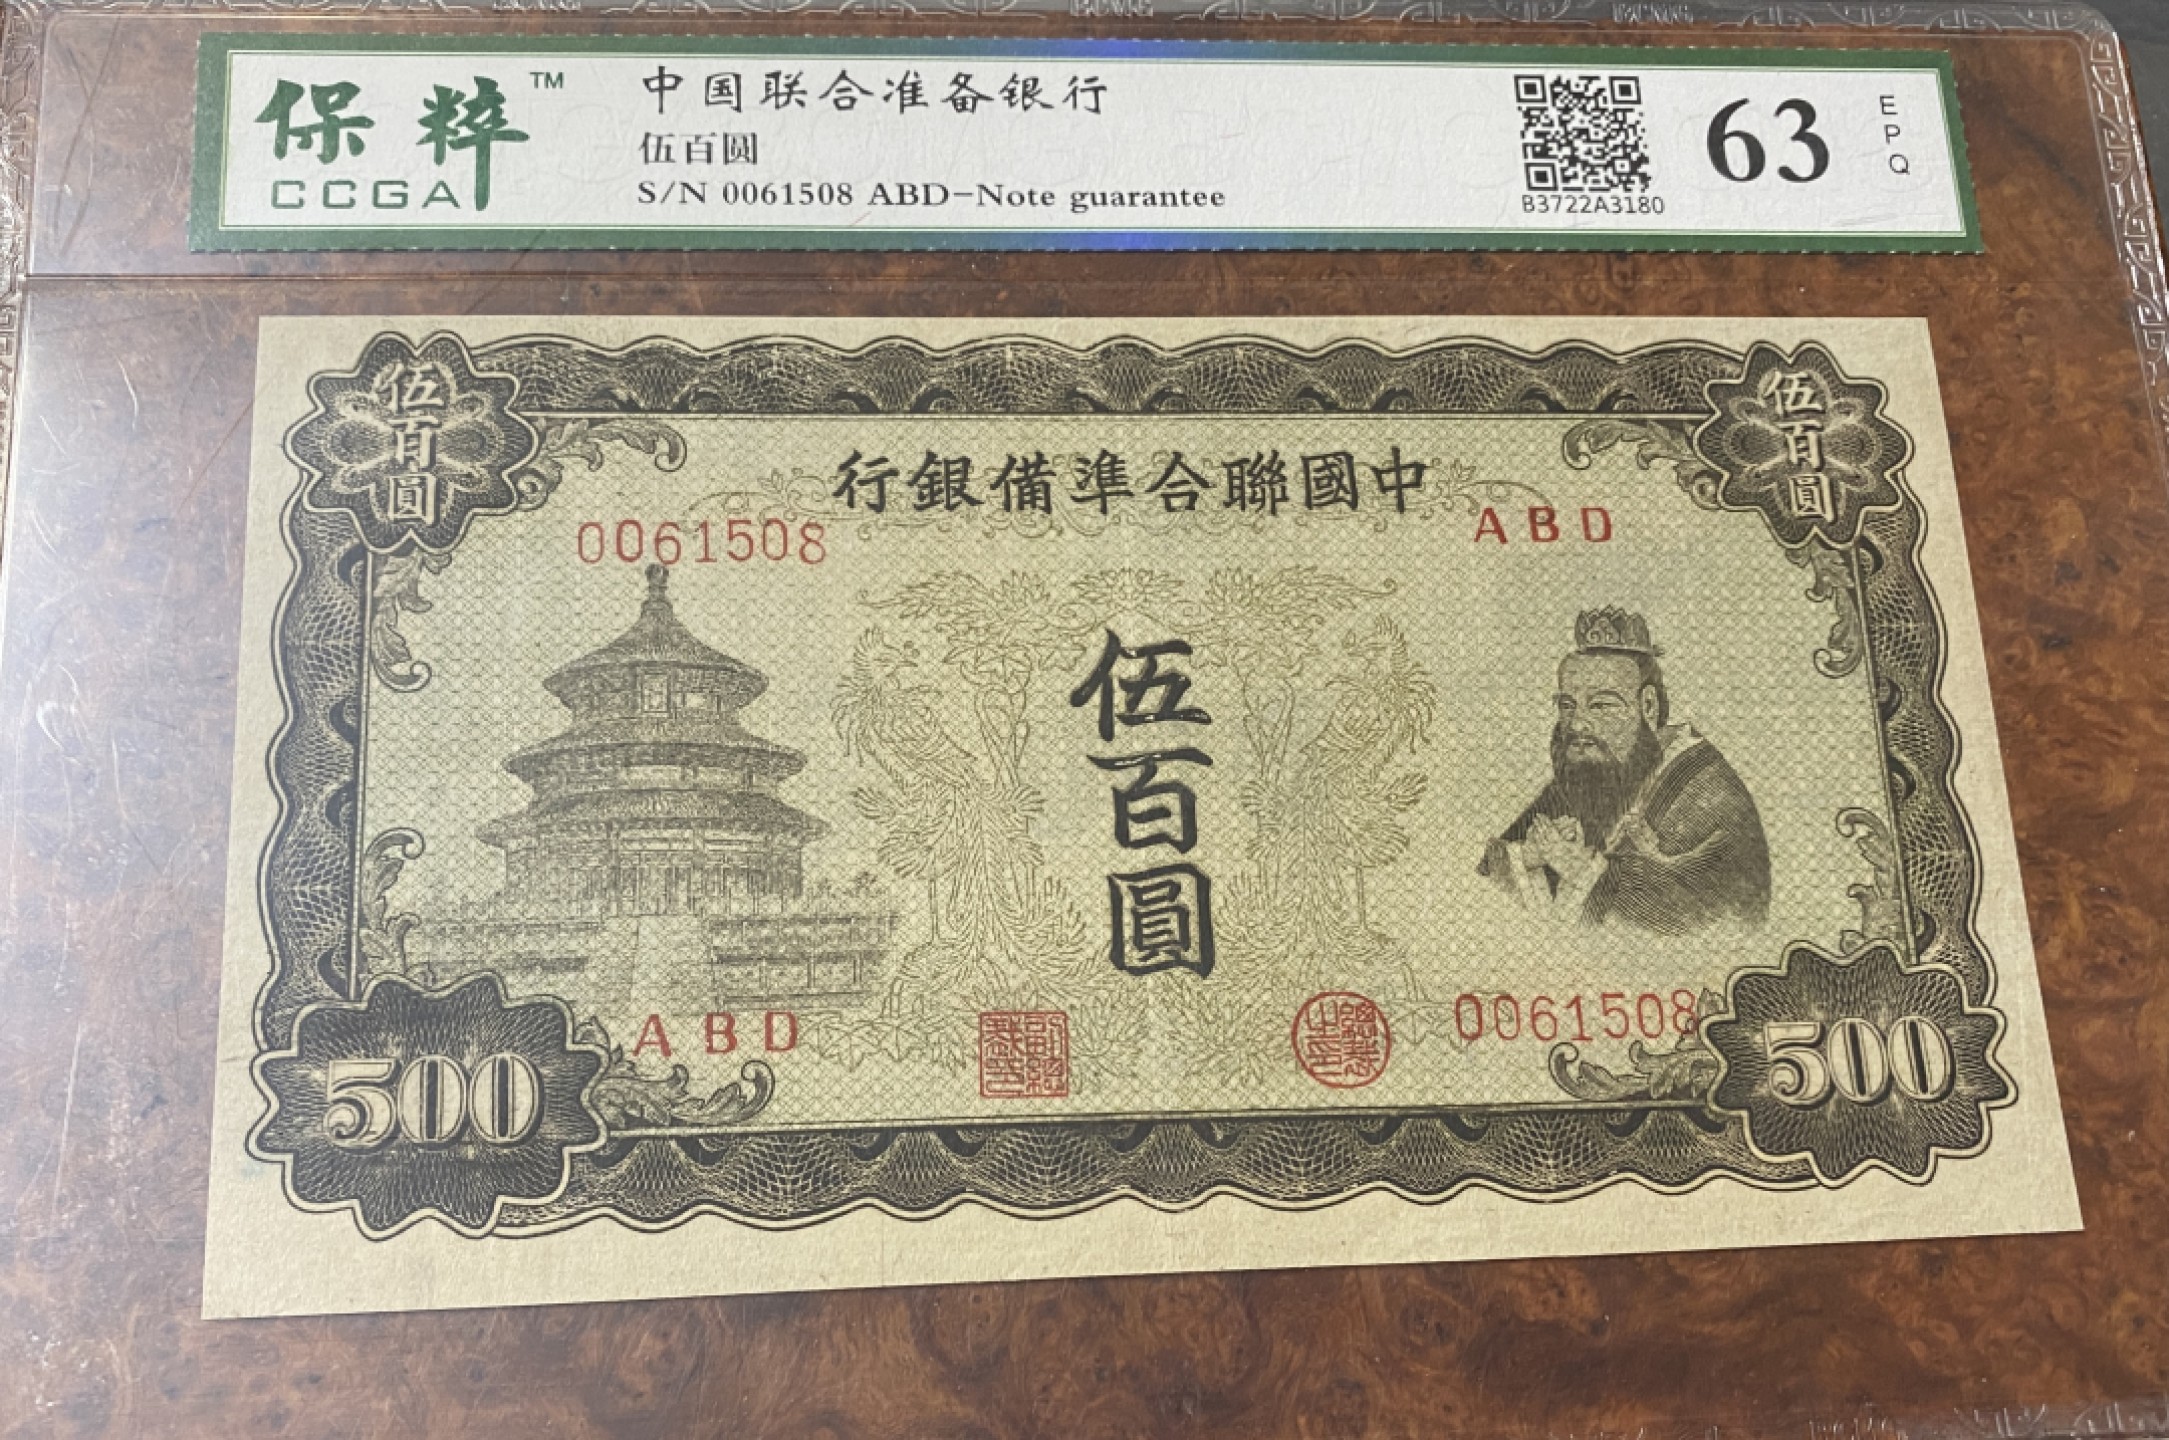 保粹™
CCGA
中国联合准备银行
伍百圆
S/N 0061508 ABD-Note guarantee
B3722A3180
63
EPQ
伍百圓
伍百圓
行銀備準合聯國中
0061508
ABD
伍百圓
ABD
0061508
500
500